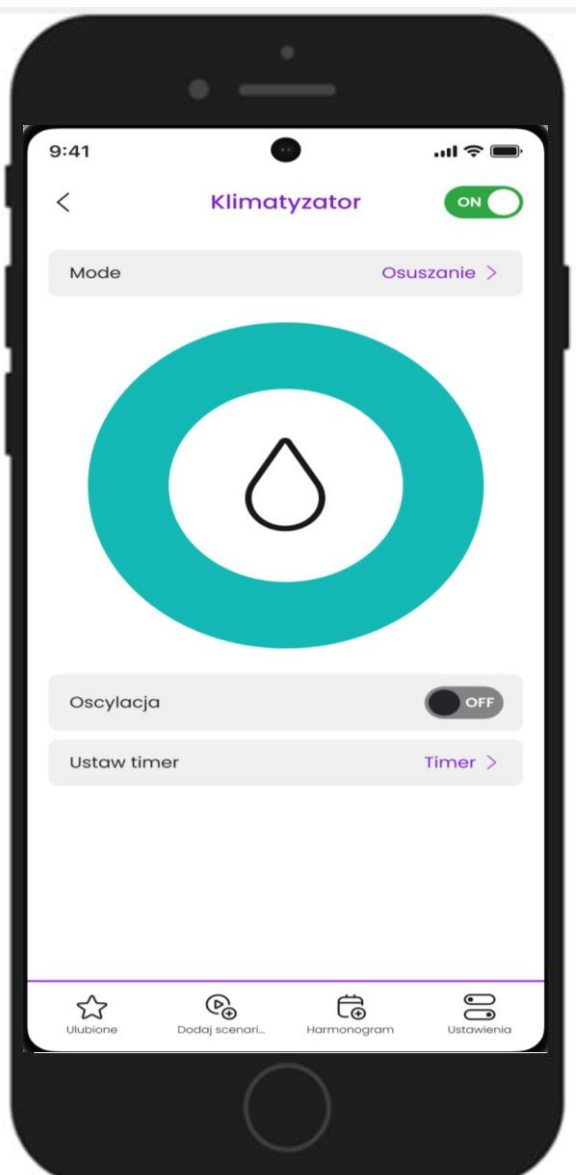 9:41
Klimatyzator
ON
Mode
Osuszanie >
Oscylacja
OFF
Ustaw timer
Timer >
Ulubione
Dodaj scenari...
Harmonogram
Ustawienia